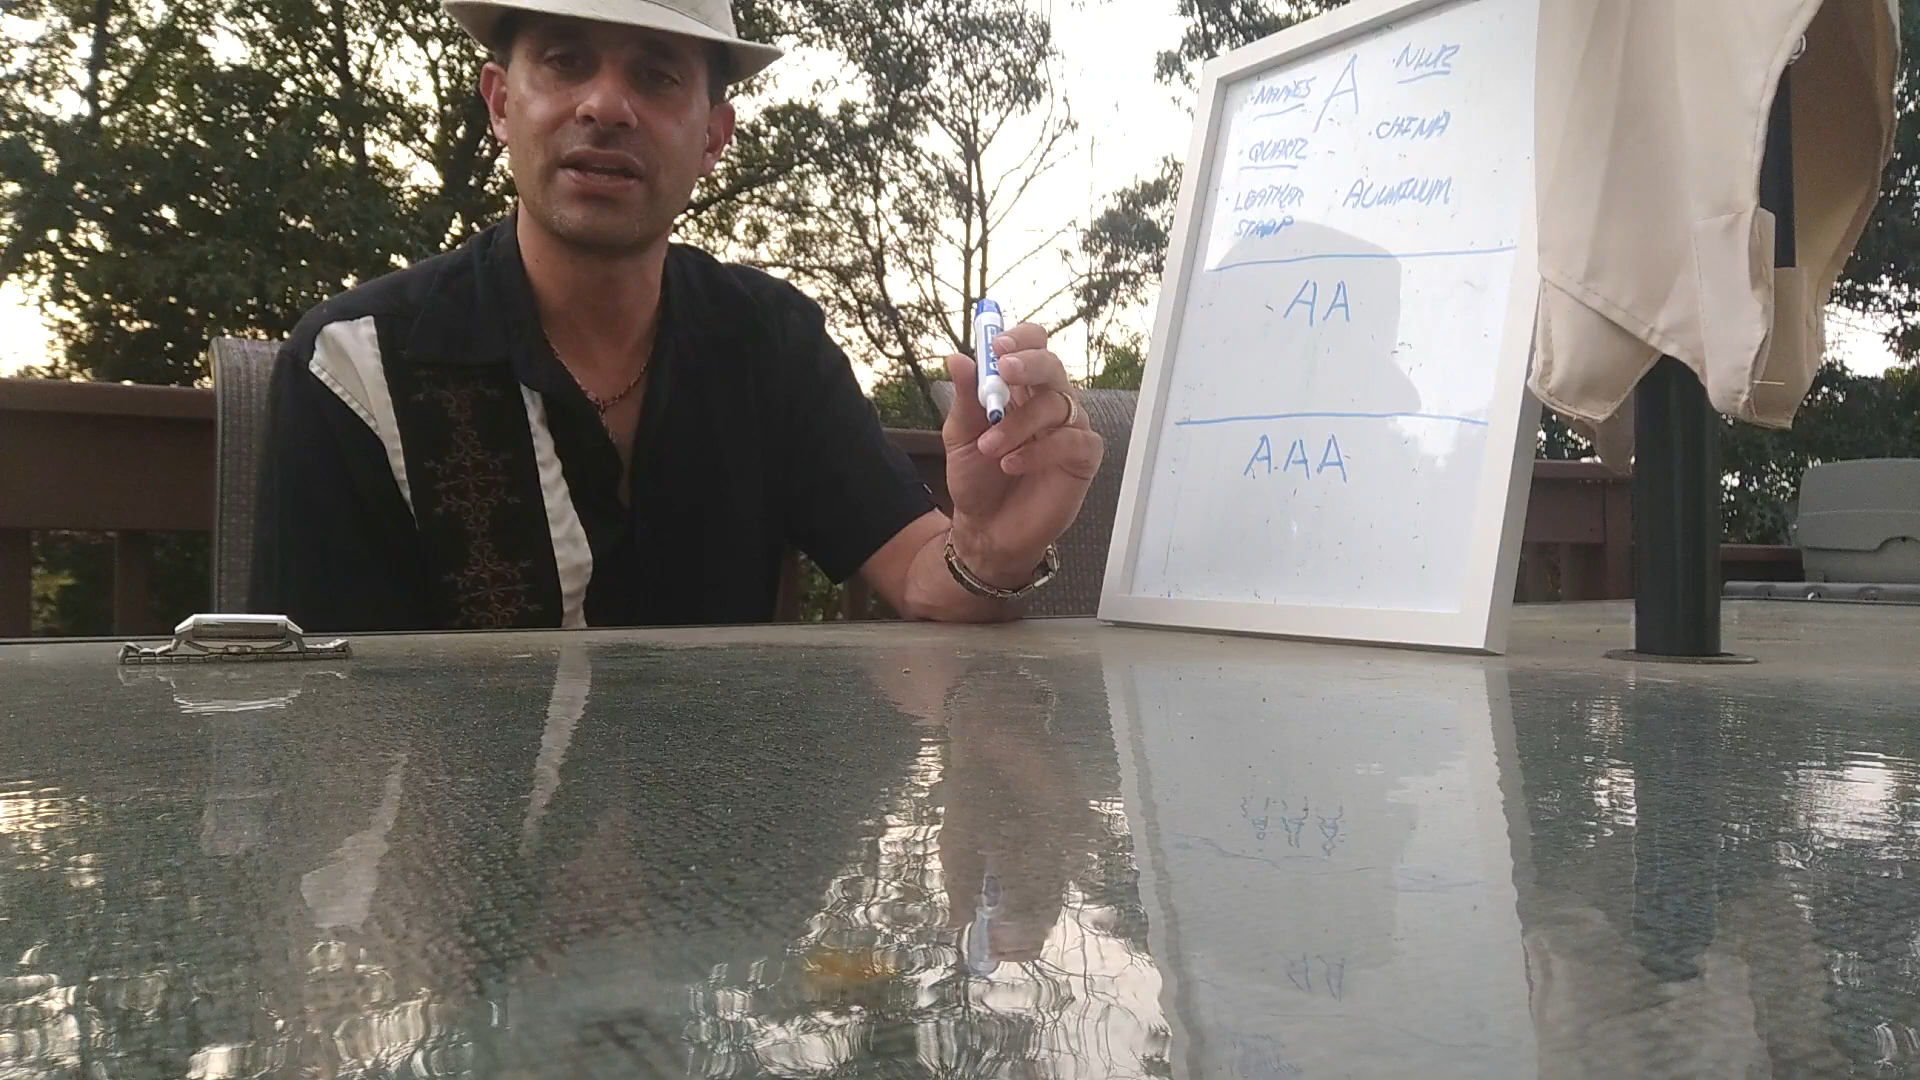 A
· NAMES
· NWR
· QUARTZ
· CHINA
· LEATHER STRAP
· ALUMINUM
· AA
AAA